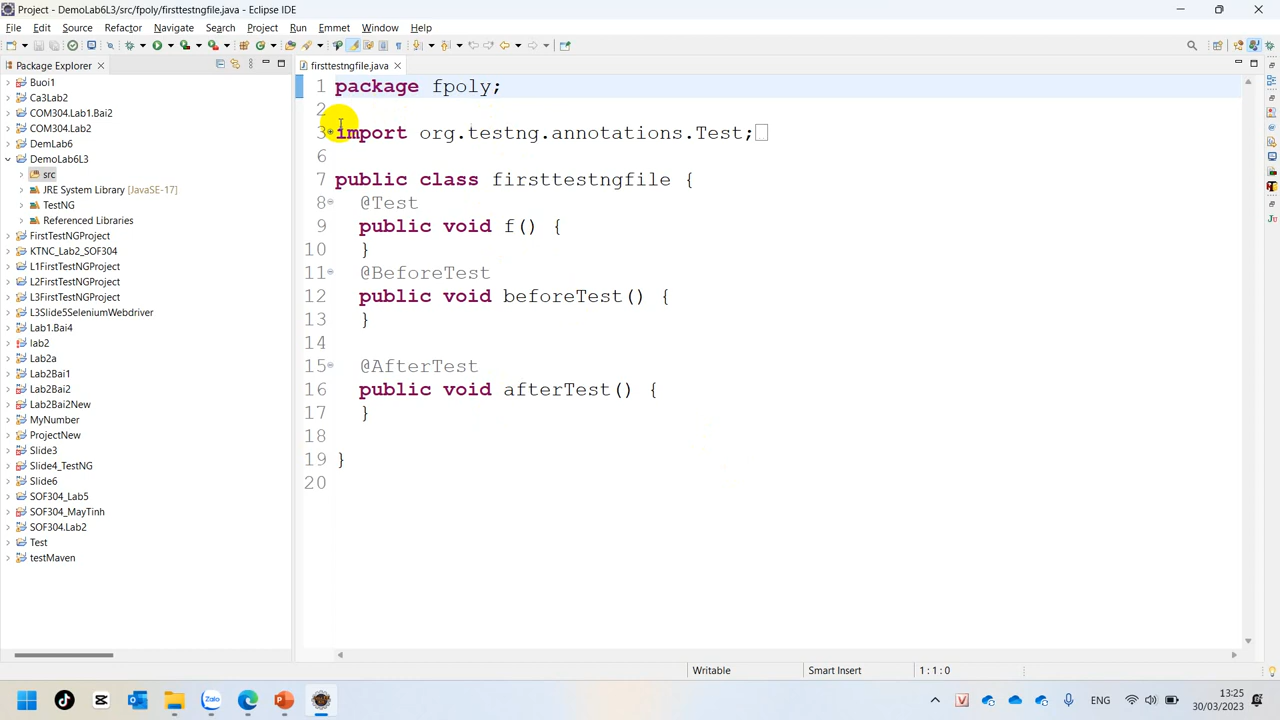 Project - DemoLab6L3/src/fpoly/firsttestngfile.java - Eclipse IDE
File Edit Source Refactor Navigate Search Project Run Emmet Window Help
Package Explorer
Buoi1
Ca3Lab2
COM304.Lab1.Bai2
COM304.Lab2
DemLab6
DemoLab6L3
src
JRE System Library [JavaSE-17]
TestNG
Referenced Libraries
FirstTestNGProject
KTNC_Lab2_SOF304
L1FirstTestNGProject
L2FirstTestNGProject
L3FirstTestNGProject
L3Slide5SeleniumWebdriver
Lab1.Bai4
lab2
Lab2a
Lab2Bai1
Lab2Bai2
Lab2Bai2New
MyNumber
ProjectNew
Slide3
Slide4_TestNG
Slide6
SOF304_Lab5
SOF304_MayTinh
SOF304.Lab2
Test
testMaven
firsttestngfile.java
1 package fpoly;
2
3 import org.testng.annotations.Test;
6
7 public class firsttestngfile {
8 @Test
9 public void f() {
10 }
11 @BeforeTest
12 public void beforeTest() {
13 }
14
15 @AfterTest
16 public void afterTest() {
17 }
18
19 }
20
Writable Smart Insert 1 : 1 : 0
Zalo
ENG
13:25
30/03/2023